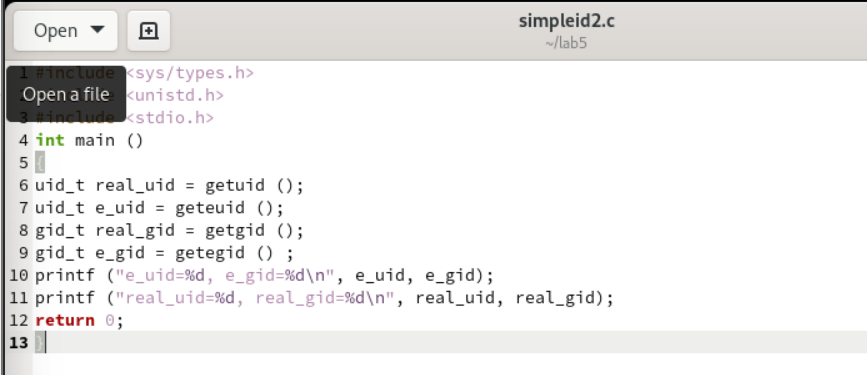 Open
simpleid2.c
~/lab5
Open a file
1 #include <sys/types.h>
<unistd.h>
3 #include <stdio.h>
4 int main ()
5 {
6 uid_t real_uid = getuid ();
7 uid_t e_uid = geteuid ();
8 gid_t real_gid = getgid ();
9 gid_t e_gid = getegid () ;
10 printf ("e_uid=%d, e_gid=%d\n", e_uid, e_gid);
11 printf ("real_uid=%d, real_gid=%d\n", real_uid, real_gid);
12 return 0;
13 }